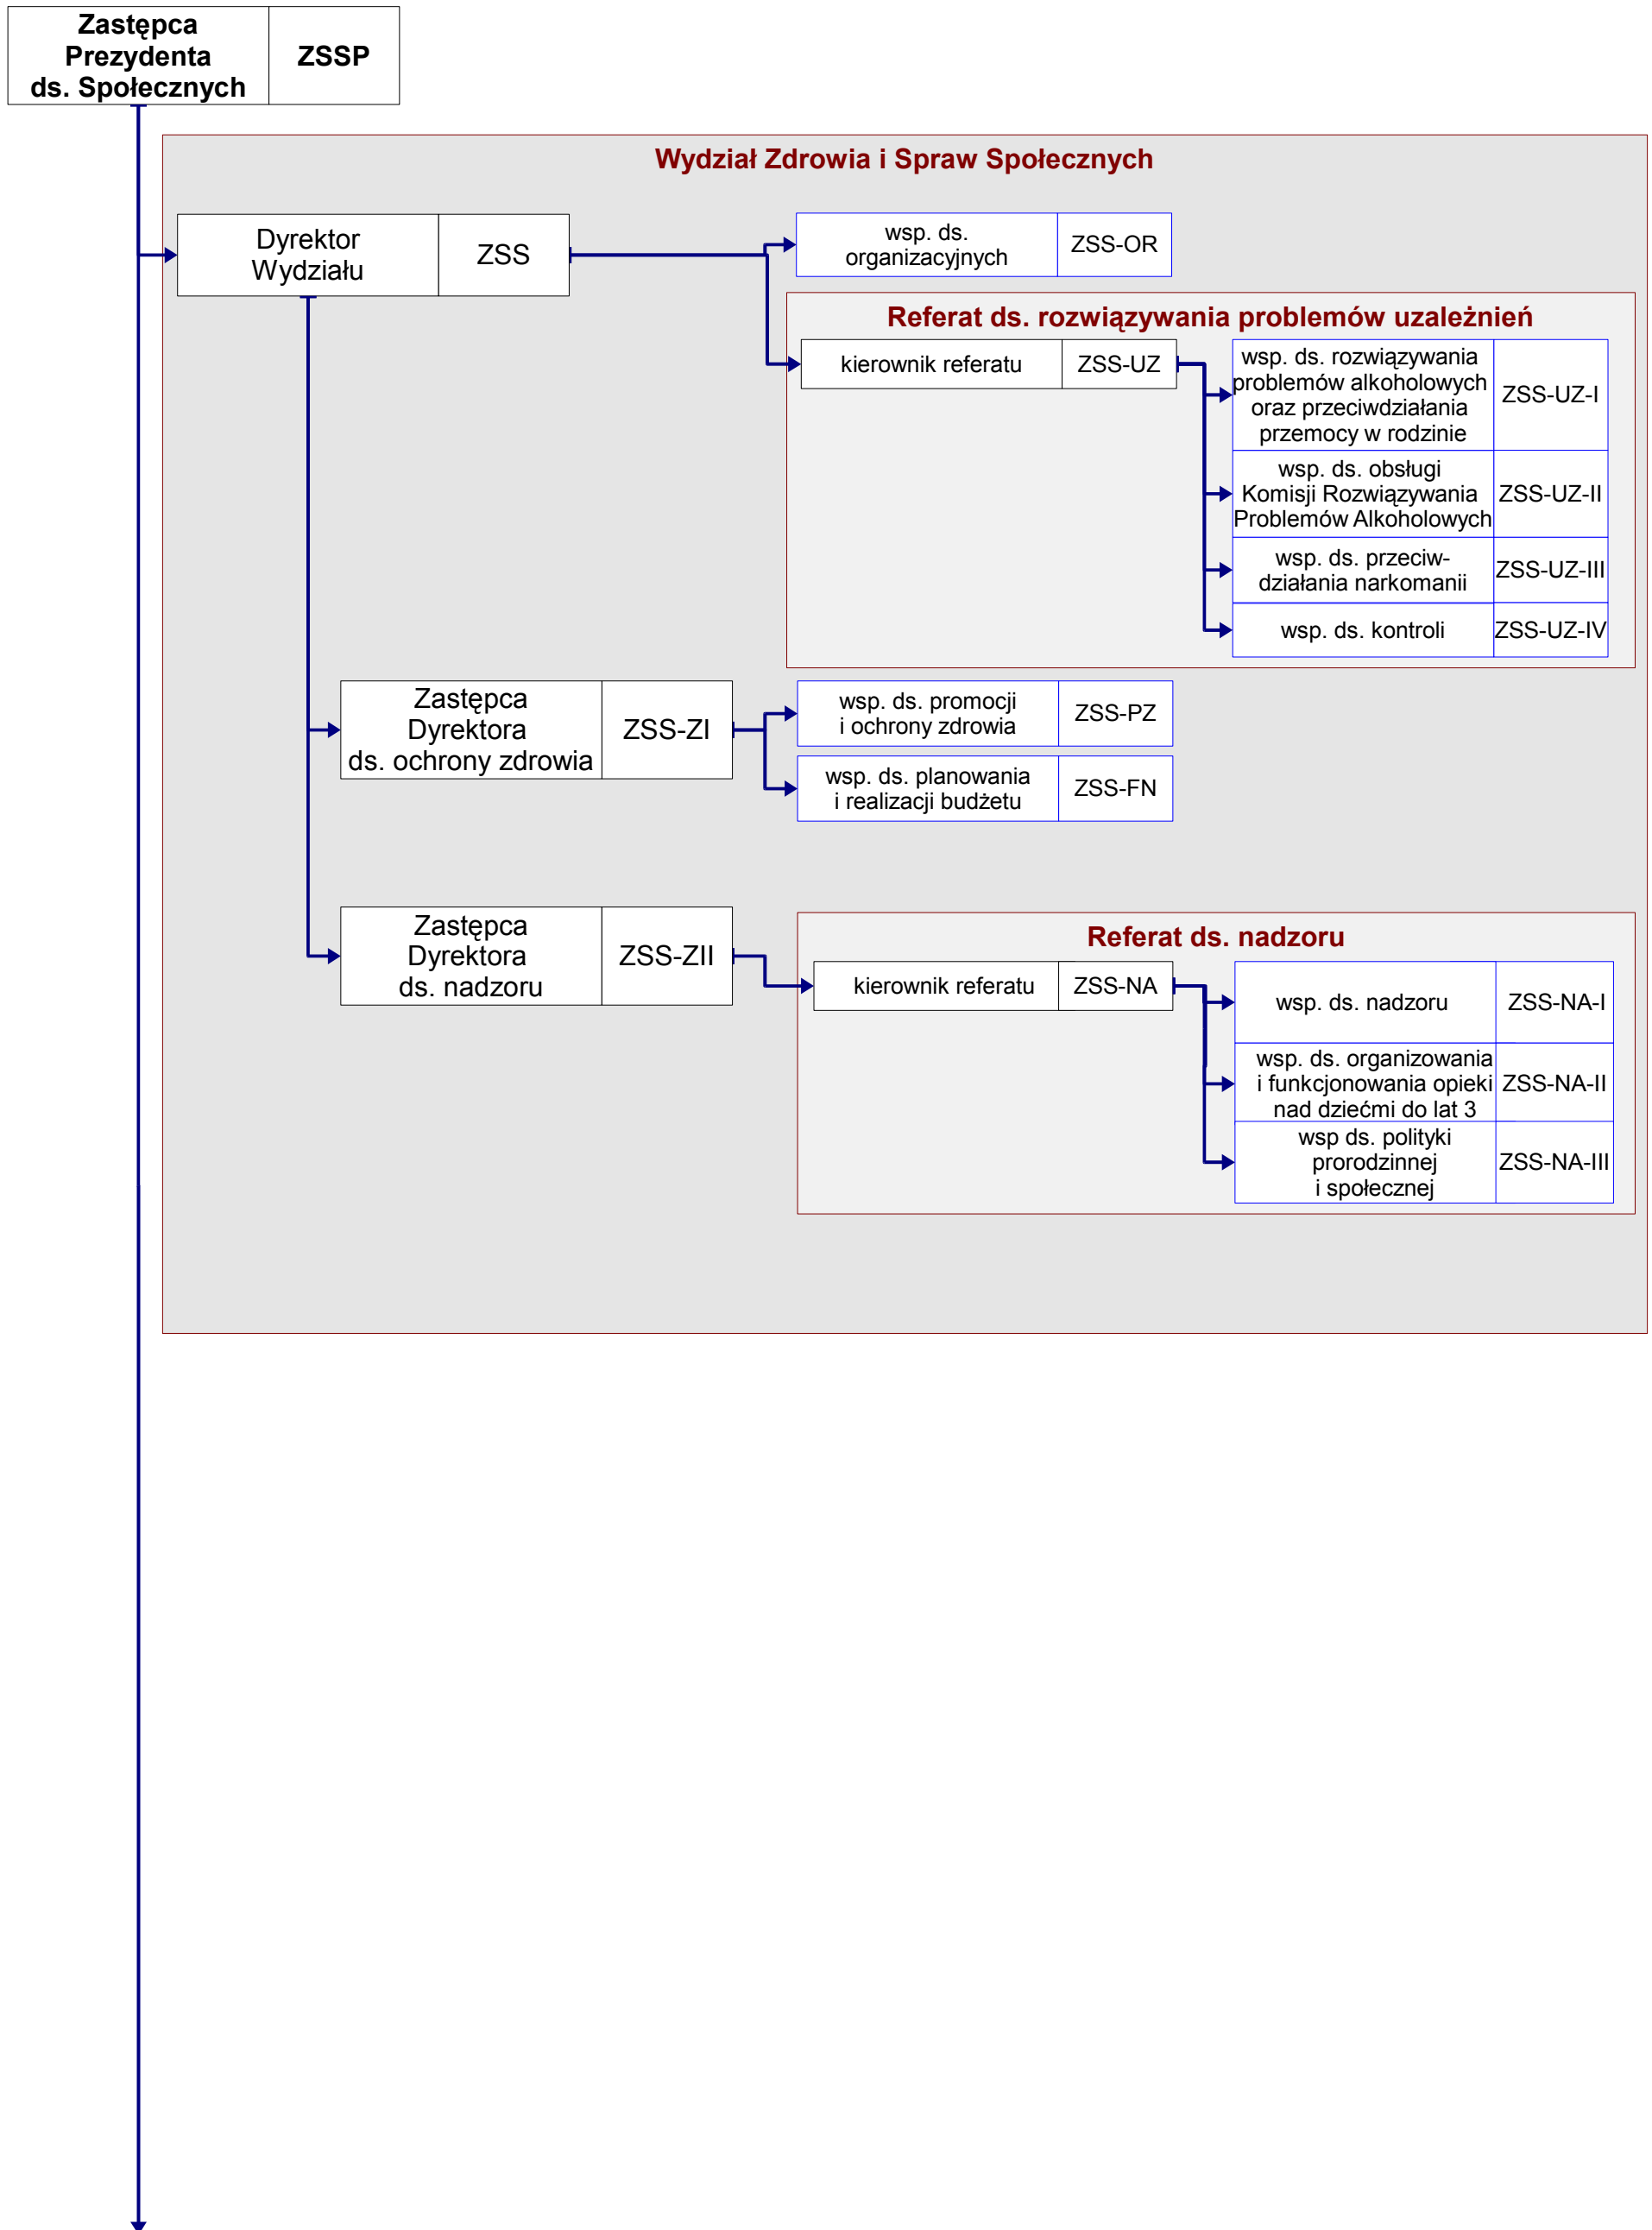 Zastępca
Prezydenta
ds. Społecznych
ZSSP
Wydział Zdrowia i Spraw Społecznych
Dyrektor
Wydziału
ZSS
wsp. ds.
organizacyjnych
ZSS-OR
Referat ds. rozwiązywania problemów uzależnień
kierownik referatu
ZSS-UZ
wsp. ds. rozwiązywania
problemów alkoholowych
oraz przeciwdziałania
przemocy w rodzinie
ZSS-UZ-I
wsp. ds. obsługi
Komisji Rozwiązywania
Problemów Alkoholowych
ZSS-UZ-II
wsp. ds. przeciw-
działania narkomanii
ZSS-UZ-III
wsp. ds. kontroli
ZSS-UZ-IV
Zastępca
Dyrektora
ds. ochrony zdrowia
ZSS-ZI
wsp. ds. promocji
i ochrony zdrowia
ZSS-PZ
wsp. ds. planowania
i realizacji budżetu
ZSS-FN
Zastępca
Dyrektora
ds. nadzoru
ZSS-ZII
Referat ds. nadzoru
kierownik referatu
ZSS-NA
wsp. ds. nadzoru
ZSS-NA-I
wsp. ds. organizowania
i funkcjonowania opieki
nad dziećmi do lat 3
ZSS-NA-II
wsp ds. polityki
prorodzinnej
i społecznej
ZSS-NA-III